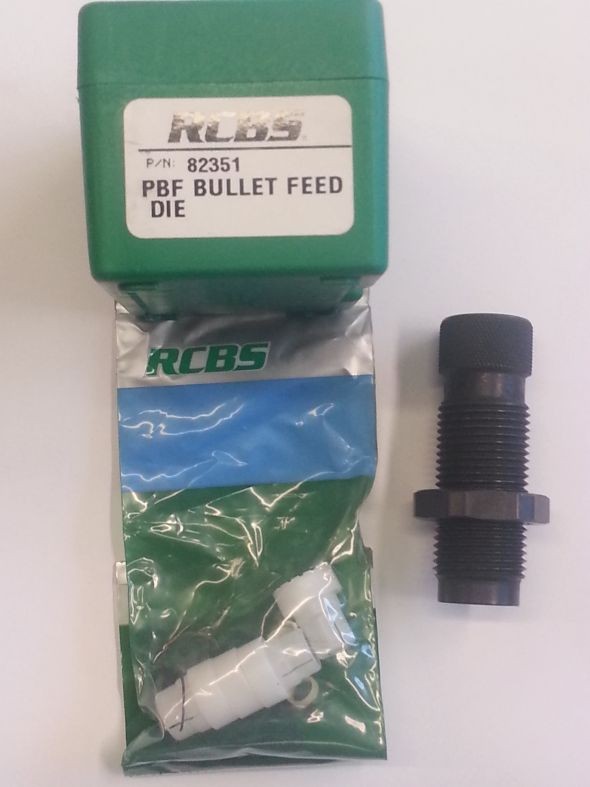 RCBS
P/N: 82351
PBF BULLET FEED
DIE
RCBS